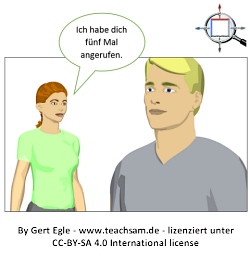 Ich habe dich
fünf Mal
angerufen.
By Gert Egle - www.teachsam.de - lizenziert unter
CC-BY-SA 4.0 International license